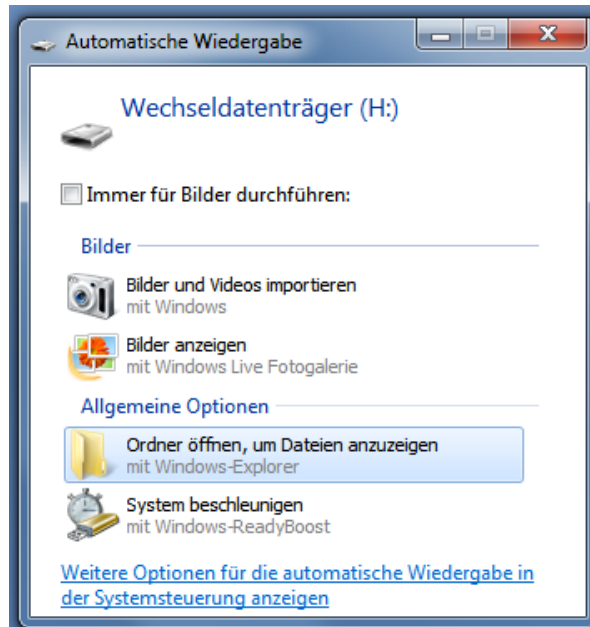 Automatische Wiedergabe
Wechseldatenträger (H:)
Immer für Bilder durchführen:
Bilder
Bilder und Videos importieren
mit Windows
Bilder anzeigen
mit Windows Live Fotogalerie
Allgemeine Optionen
Ordner öffnen, um Dateien anzuzeigen
mit Windows-Explorer
System beschleunigen
mit Windows-ReadyBoost
Weitere Optionen für die automatische Wiedergabe in
der Systemsteuerung anzeigen